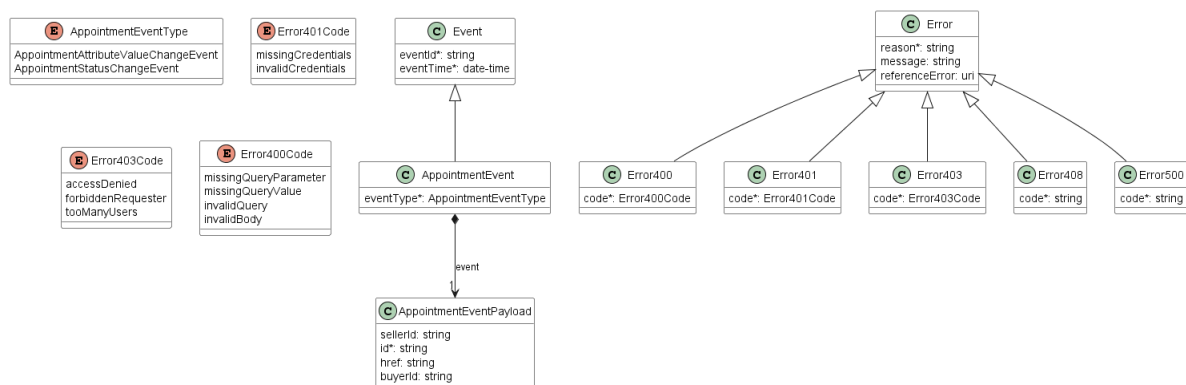 E AppointmentEventType
AppointmentAttributeValueChangeEvent
AppointmentStatusChangeEvent
E Error401Code
missingCredentials
invalidCredentials
C Event
eventId*: string
eventTime*: date-time
C Error
reason*: string
message: string
referenceError: uri
E Error403Code
accessDenied
forbiddenRequester
tooManyUsers
E Error400Code
missingQueryParameter
missingQueryValue
invalidQuery
invalidBody
C AppointmentEvent
eventType*: AppointmentEventType
C Error400
code*: Error400Code
C Error401
code*: Error401Code
C Error403
code*: Error403Code
C Error408
code*: string
C Error500
code*: string
event
1
C AppointmentEventPayload
sellerId: string
id*: string
href: string
buyerId: string